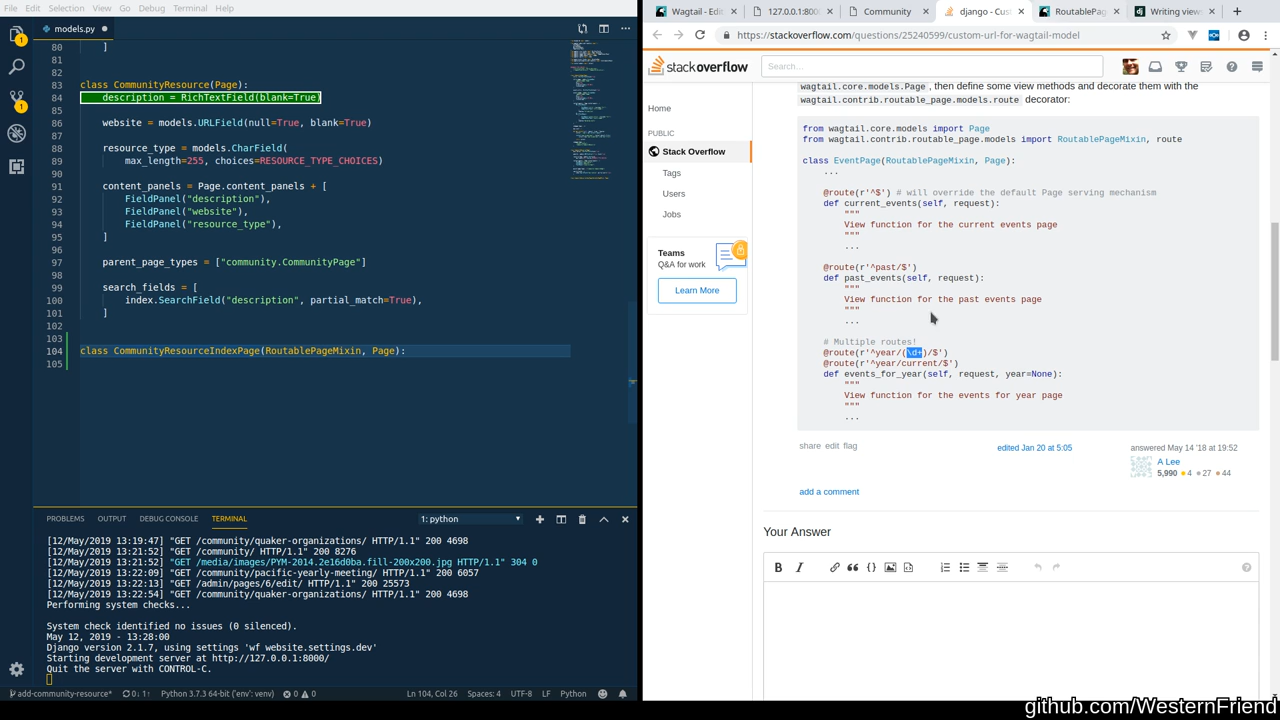 File Edit Selection View Go Debug Terminal Help
models.py
80 ]
81
82
83 class CommunityResource(Page):
84 description = RichTextField(blank=True)
85
86 website = models.URLField(null=True, blank=True)
87
88 resource_type = models.CharField(
89 max_length=255, choices=RESOURCE_TYPE_CHOICES)
90
91 content_panels = Page.content_panels + [
92 FieldPanel("description"),
93 FieldPanel("website"),
94 FieldPanel("resource_type"),
95 ]
96
97 parent_page_types = ["community.CommunityPage"]
98
99 search_fields = [
100 index.SearchField("description", partial_match=True),
101 ]
102
103
104 class CommunityResourceIndexPage(RoutablePageMixin, Page):
105
PROBLEMS OUTPUT DEBUG CONSOLE TERMINAL 1: python
[12/May/2019 13:19:47] "GET /community/quaker-organizations/ HTTP/1.1" 200 4698
[12/May/2019 13:21:52] "GET /community/ HTTP/1.1" 200 8276
[12/May/2019 13:21:52] "GET /media/images/PYM-2014.2e16d0ba.fill-200x200.jpg HTTP/1.1" 304 0
[12/May/2019 13:22:09] "GET /community/pacific-yearly-meeting/ HTTP/1.1" 200 6057
[12/May/2019 13:22:13] "GET /admin/pages/6/edit/ HTTP/1.1" 200 25573
[12/May/2019 13:22:54] "GET /community/quaker-organizations/ HTTP/1.1" 200 4698
Performing system checks...
System check identified no issues (0 silenced).
May 12, 2019 - 13:28:00
Django version 2.1.7, using settings 'wf_website.settings.dev'
Starting development server at http://127.0.0.1:8000/
Quit the server with CONTROL-C.
add-community-resource* 0↓ 1↑ Python 3.7.3 64-bit ('env': venv) 0 0 Ln 104, Col 26 Spaces: 4 UTF-8 LF Python
1
1
Wagtail - Edi 127.0.0.1:800 Community django - Cus RoutablePag Writing view
https://stackoverflow.com/questions/25240599/custom-url-for-wagtail-model
stackoverflow Search...
Home
PUBLIC
Stack Overflow
Tags
Users
Jobs
Teams
Q&A for work
Learn More
wagtail.core.models.Page, then define some view methods and decorate them with the
wagtail.contrib.routable_page.models.route decorator:
from wagtail.core.models import Page
from wagtail.contrib.routable_page.models import RoutablePageMixin, route
class EventPage(RoutablePageMixin, Page):
...
@route(r'^$') # will override the default Page serving mechanism
def current_events(self, request):
"""
View function for the current events page
"""
...
@route(r'^past/$')
def past_events(self, request):
"""
View function for the past events page
"""
...
# Multiple routes!
@route(r'^year/(\d+)/$')
@route(r'^year/current/$')
def events_for_year(self, request, year=None):
"""
View function for the events for year page
"""
...
share edit flag edited Jan 20 at 5:05 answered May 14 '18 at 19:52
A Lee
5,990 4 27 44
add a comment
Your Answer
B I
github.com/WesternFriend